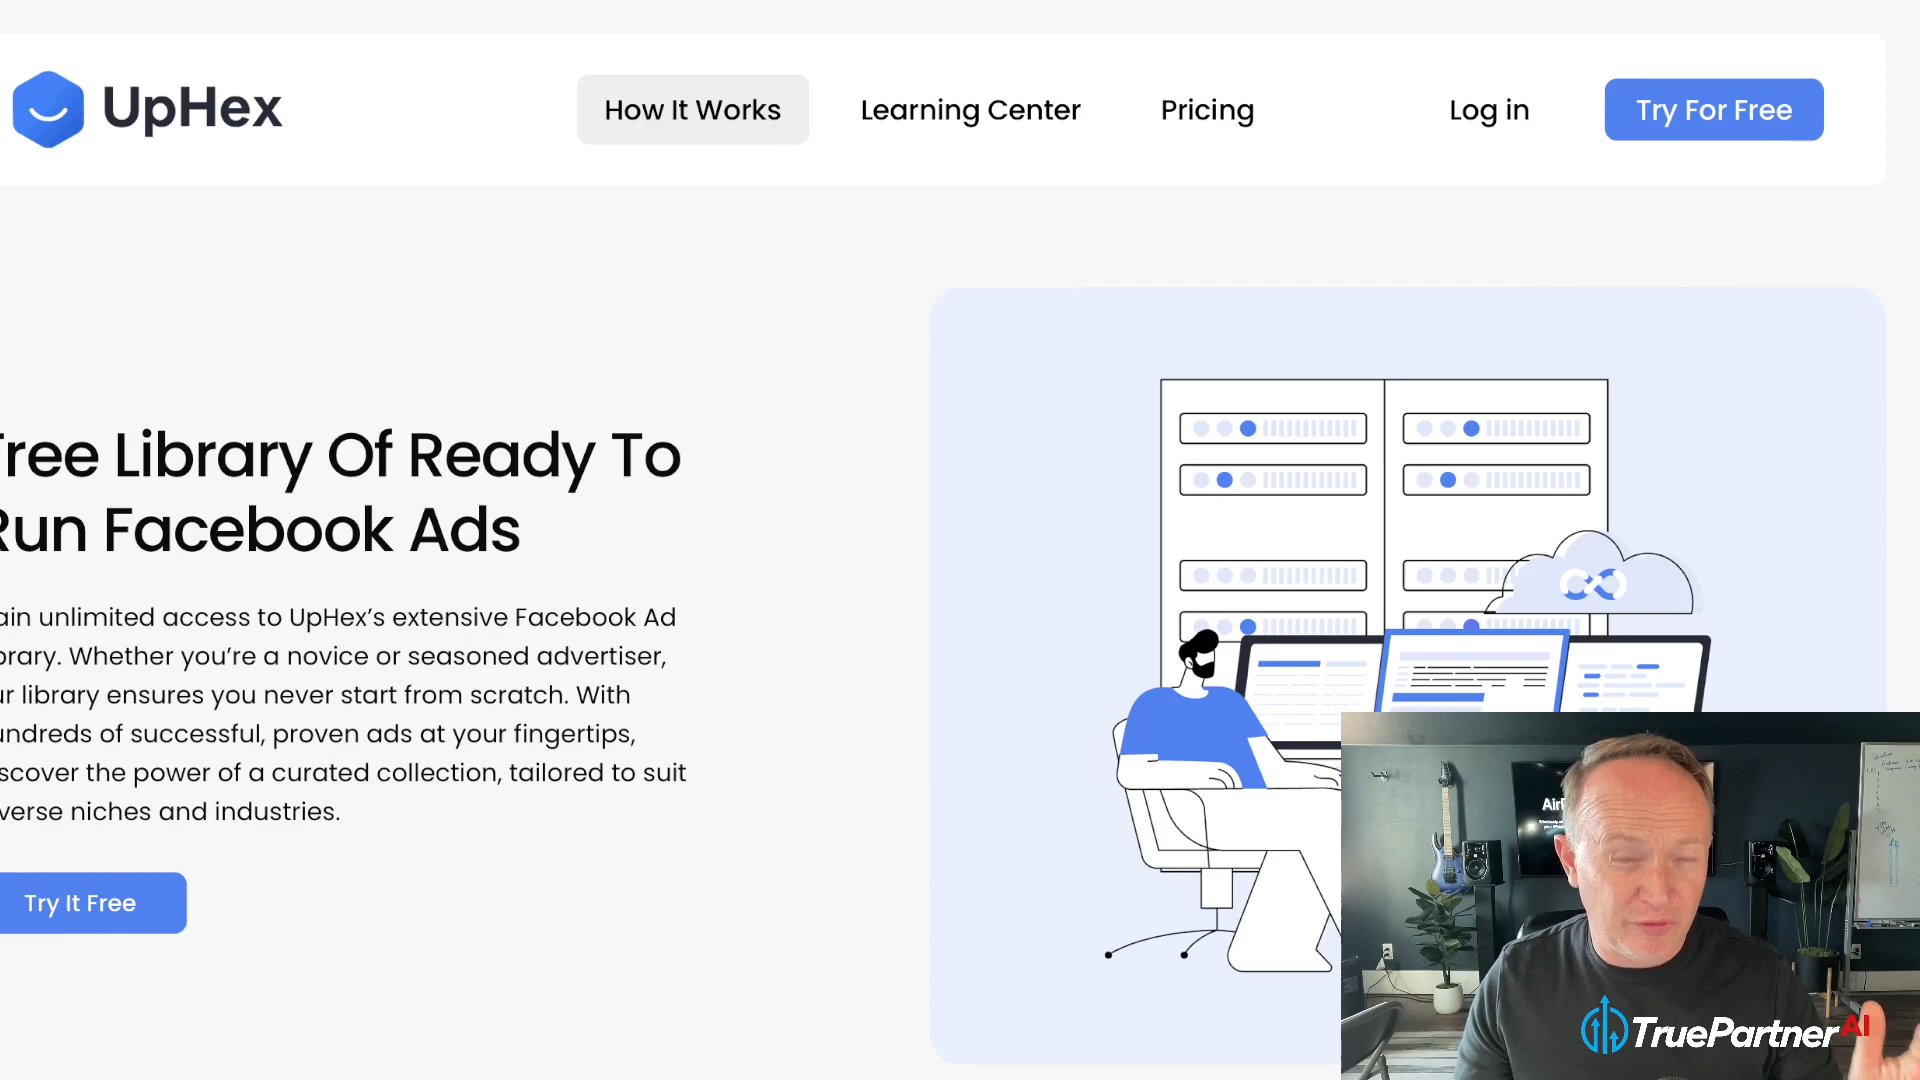 UpHex
How It Works
Learning Center
Pricing
Log in
Try For Free
ree Library Of Ready To
Run Facebook Ads
ain unlimited access to UpHex’s extensive Facebook Ad
brary. Whether you’re a novice or seasoned advertiser,
ur library ensures you never start from scratch. With
undreds of successful, proven ads at your fingertips,
scover the power of a curated collection, tailored to suit
verse niches and industries.
Try It Free
TruePartner AI